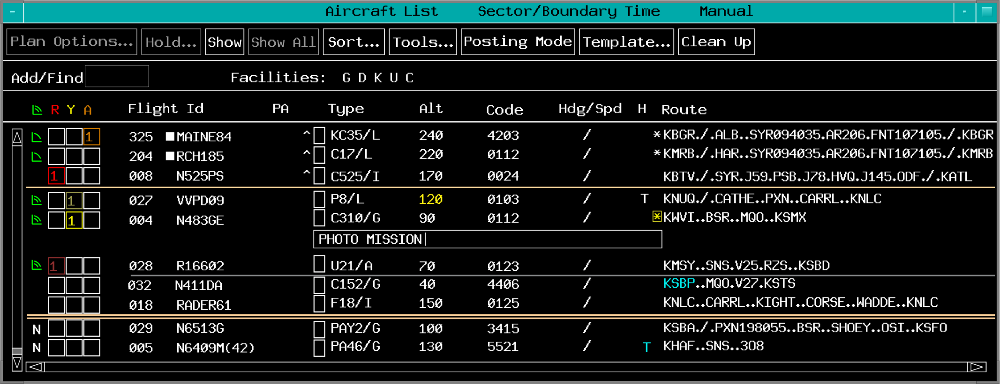 Aircraft List Sector/Boundary Time Manual
Plan Options... Hold... Show Show All Sort... Tools... Posting Mode Template... Clean Up
Add/Find Facilities: G D K U C
R Y A Flight Id PA Type Alt Code Hdg/Spd H Route
1 325 MAINE84 ^ KC35/L 240 4203 / *KBGR./.ALB..SYR094035.AR206.FNT107105./.KBGR
204 RCH185 ^ C17/L 220 0112 / *KMRB./.HAR..SYR094035.AR206.FNT107105./.KMRB
1 008 N525PS ^ C525/I 170 0024 / KBTV./.SYR.J59.PSB.J78.HVQ.J145.ODF./.KATL
1 027 VVPD09 P8/L 120 0103 / T KNUQ./.CATHE..PXN..CARRL..KNLC
1 004 N483GE C310/G 90 0112 / *KWVI..BSR..MQO..KSMX
PHOTO MISSION
1 028 R16602 U21/A 70 0123 / KMSY..SNS.V25.RZS..KSBD
032 N411DA C152/G 40 4406 / KSBP..MQO.V27.KSTS
018 RADER61 F18/I 150 0125 / KNLC..CARRL..KIGHT..CORSE..WADDE..KNLC
N 029 N6513G PAY2/G 100 3415 / KSBA./.PXN198055..BSR..SHOEY..OSI..KSFO
N 005 N6409M(42) PA46/G 130 5521 / T KHAF..SNS..3O8